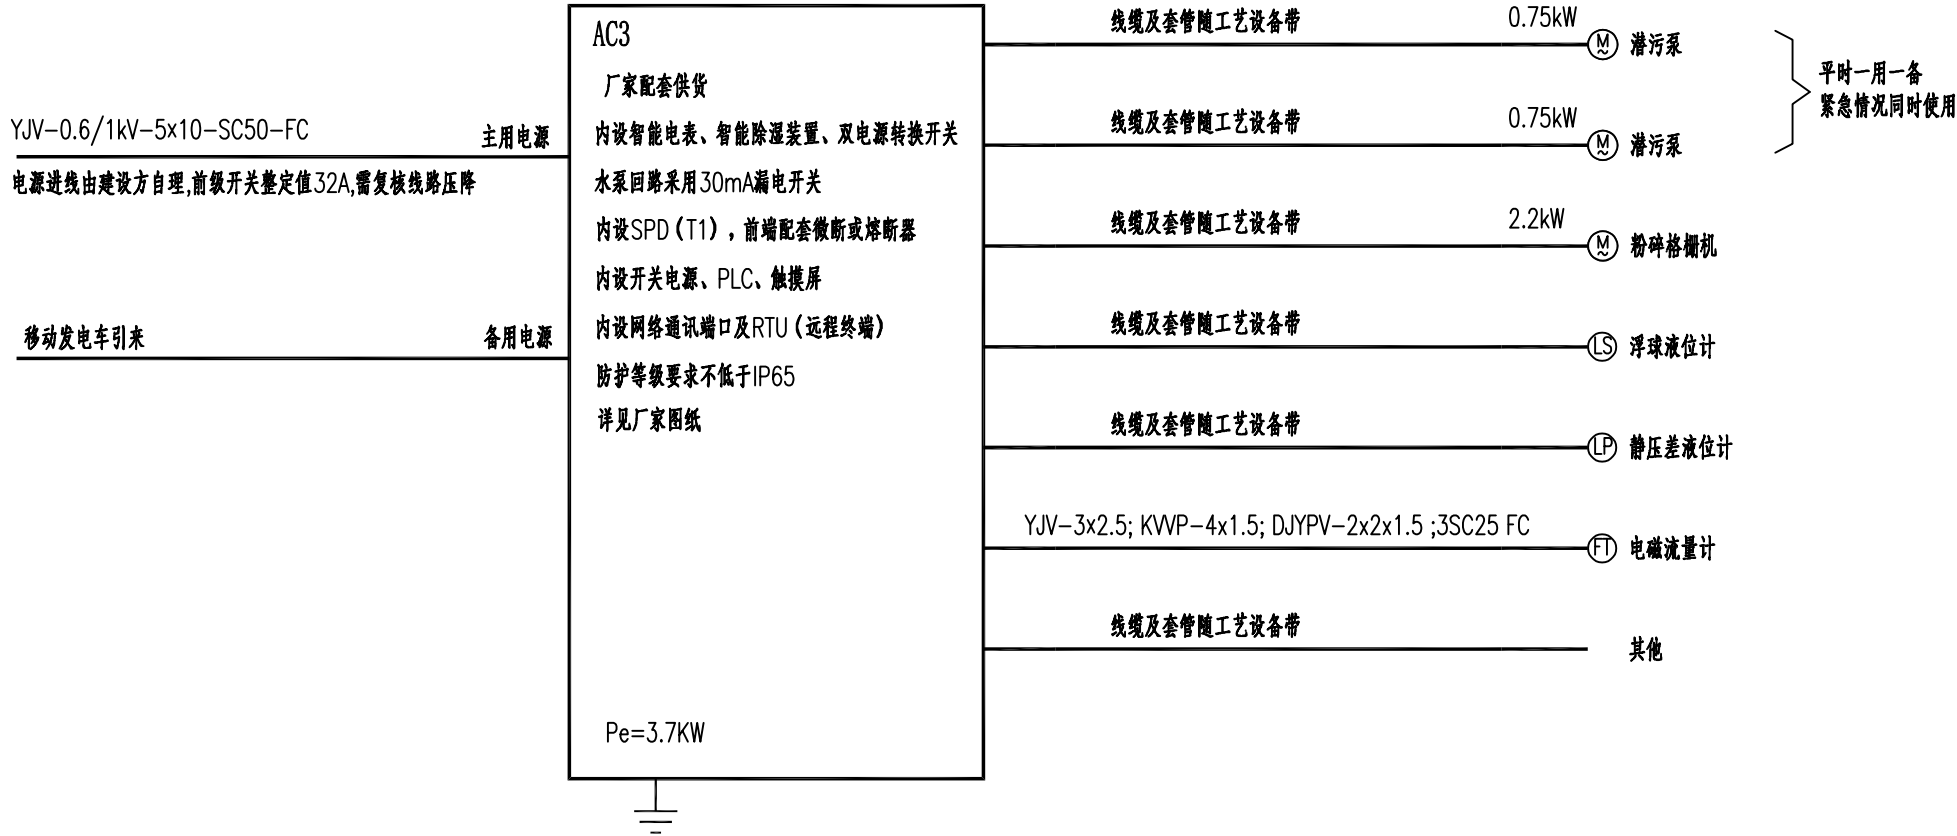 AC3
厂家配套供货
内设智能电表、智能除湿装置、双电源转换开关
水泵回路采用30mA漏电开关
内设SPD（T1），前端配套微断或熔断器
内设开关电源、PLC、触摸屏
内设网络通讯端口及RTU（远程终端）
防护等级要求不低于IP65
详见厂家图纸
Pe=3.7KW
YJV-0.6/1kV-5×10-SC50-FC
主用电源
电源进线由建设方自理,前级开关整定值32A,需复核线路压降
移动发电车引来
备用电源
线缆及套管随工艺设备带
0.75kW
M
~
潜污泵
线缆及套管随工艺设备带
0.75kW
M
~
潜污泵
平时一用一备
紧急情况同时使用
线缆及套管随工艺设备带
2.2kW
M
~
粉碎格栅机
线缆及套管随工艺设备带
LS
浮球液位计
线缆及套管随工艺设备带
LP
静压差液位计
YJV-3x2.5; KVVP-4x1.5; DJYPV-2x2x1.5 ;3SC25 FC
FT
电磁流量计
线缆及套管随工艺设备带
其他